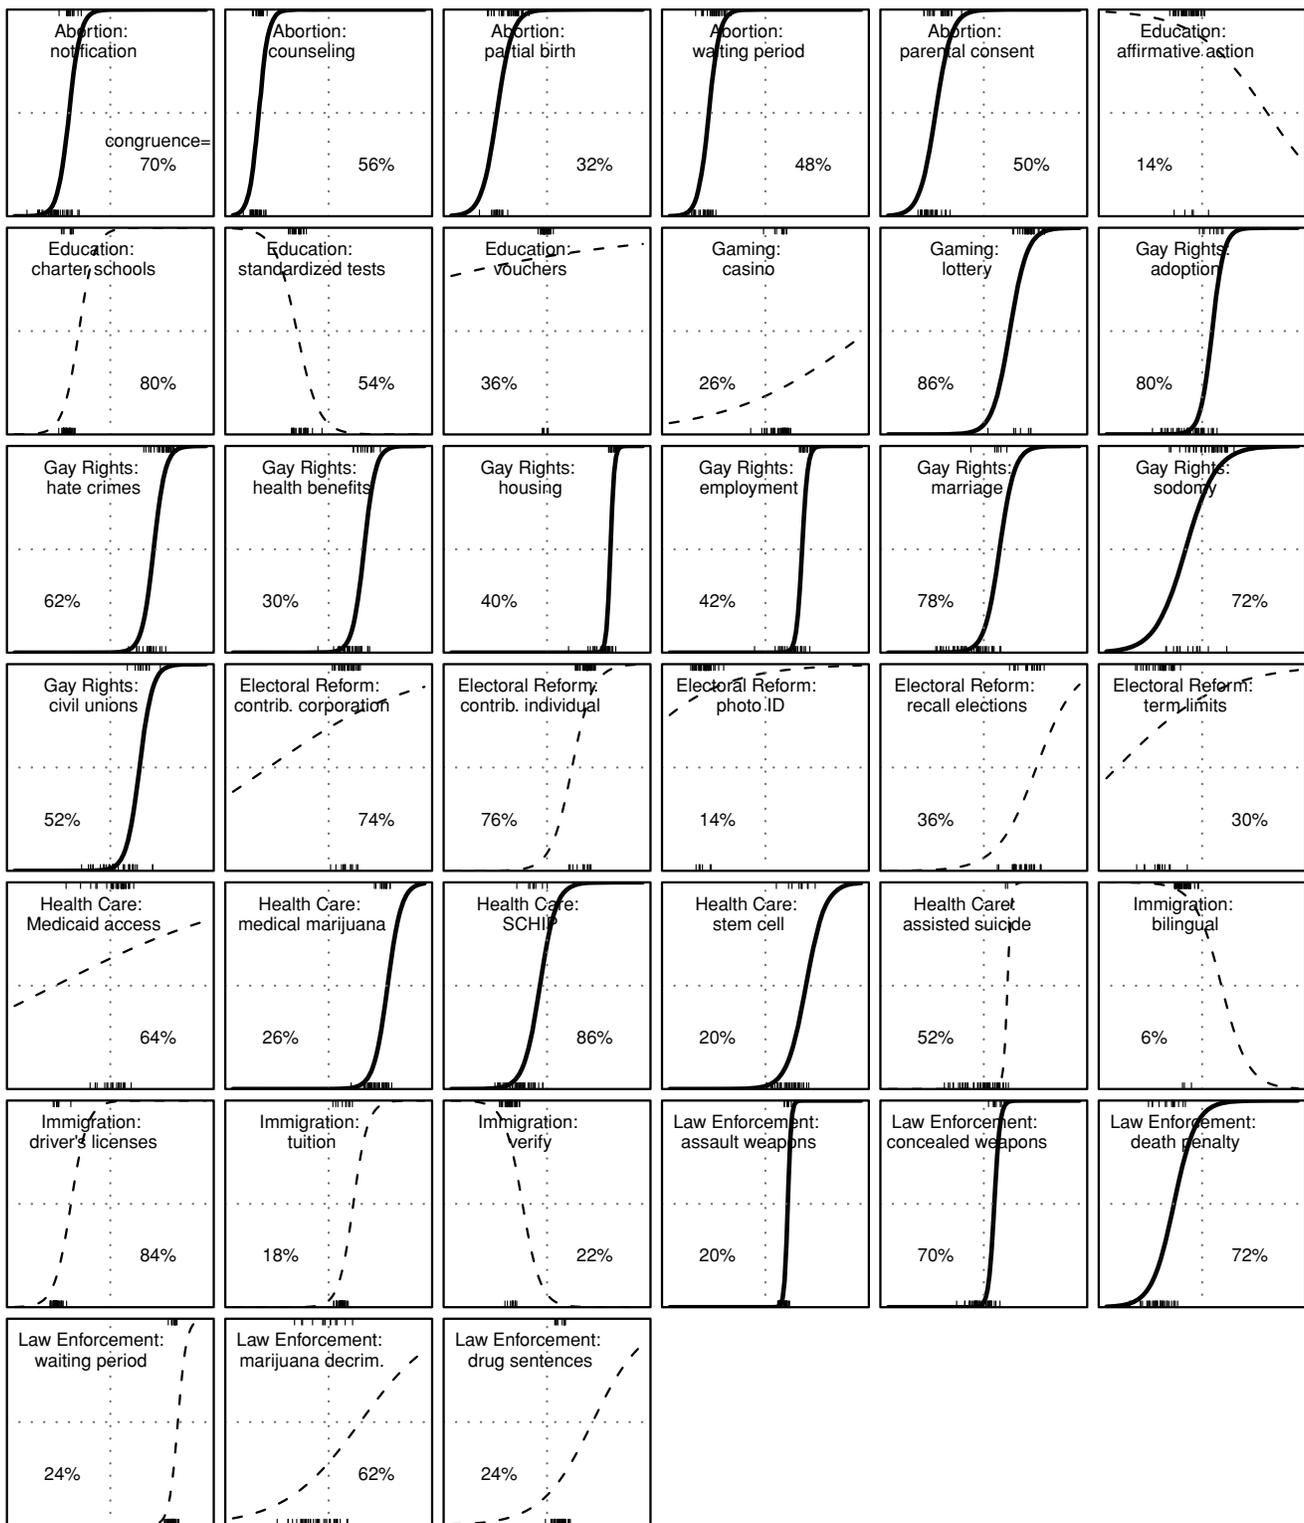 Abortion:
notification
congruence=
70%
Abortion:
counseling
56%
Abortion:
partial birth
32%
Abortion:
waiting period
48%
Abortion:
parental consent
50%
Education:
affirmative action
14%
Education:
charter schools
80%
Education:
standardized tests
54%
Education:
vouchers
36%
Gaming:
casino
26%
Gaming:
lottery
86%
Gay Rights:
adoption
80%
Gay Rights:
hate crimes
62%
Gay Rights:
health benefits
30%
Gay Rights:
housing
40%
Gay Rights:
employment
42%
Gay Rights:
marriage
78%
Gay Rights:
sodomy
72%
Gay Rights:
civil unions
52%
Electoral Reform:
contrib. corporation
74%
Electoral Reform:
contrib. individual
76%
Electoral Reform:
photo ID
14%
Electoral Reform:
recall elections
36%
Electoral Reform:
term limits
30%
Health Care:
Medicaid access
64%
Health Care:
medical marijuana
26%
Health Care:
SCHIP
86%
Health Care:
stem cell
20%
Health Care:
assisted suicide
52%
Immigration:
bilingual
6%
Immigration:
driver's licenses
84%
Immigration:
tuition
18%
Immigration:
verify
22%
Law Enforcement:
assault weapons
20%
Law Enforcement:
concealed weapons
70%
Law Enforcement:
death penalty
72%
Law Enforcement:
waiting period
24%
Law Enforcement:
marijuana decrim.
62%
Law Enforcement:
drug sentences
24%